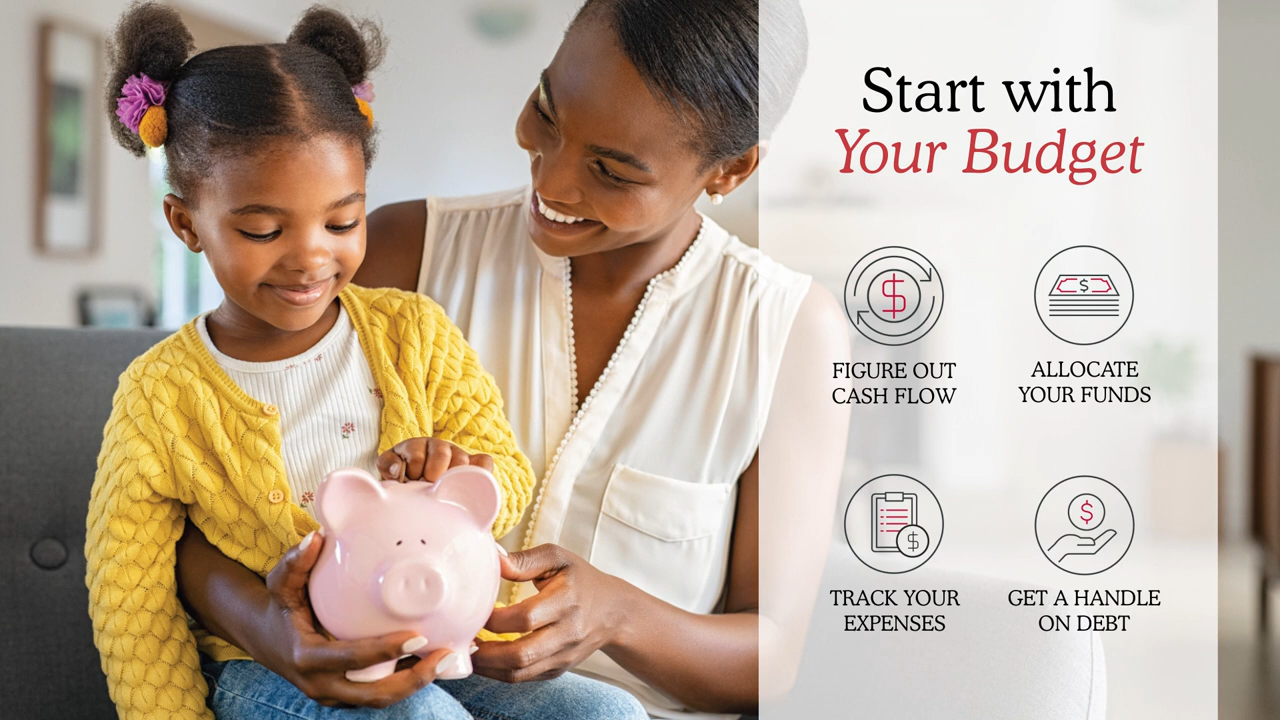 Start with
Your Budget
FIGURE OUT
CASH FLOW
ALLOCATE
YOUR FUNDS
TRACK YOUR
EXPENSES
GET A HANDLE
ON DEBT